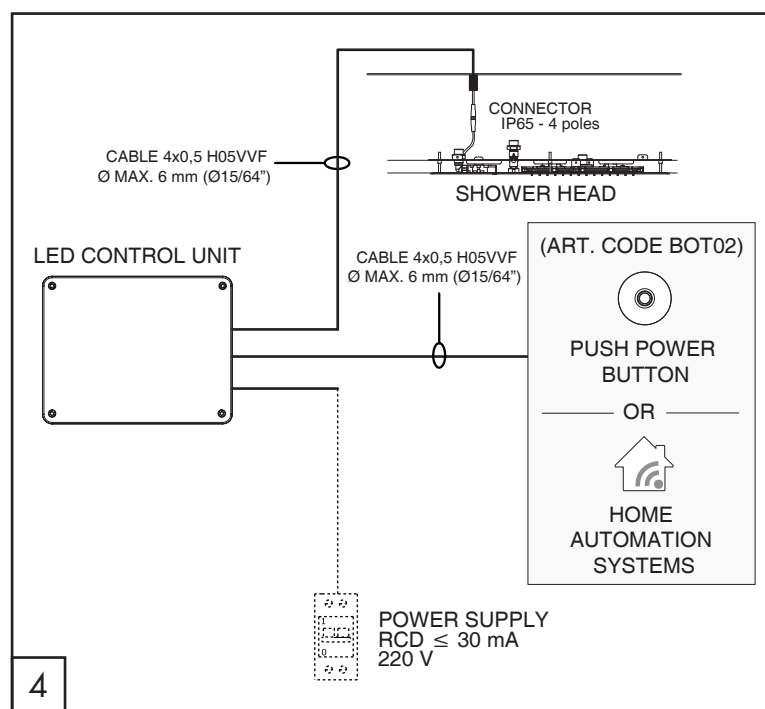 CONNECTOR
IP65 - 4 poles
CABLE 4x0,5 H05VVF
Ø MAX. 6 mm (Ø15/64”)
SHOWER HEAD
LED CONTROL UNIT
CABLE 4x0,5 H05VVF
Ø MAX. 6 mm (Ø15/64”)
(ART. CODE BOT02)
PUSH POWER
BUTTON
OR
HOME
AUTOMATION
SYSTEMS
POWER SUPPLY
RCD ≤ 30 mA
220 V
1
0
4